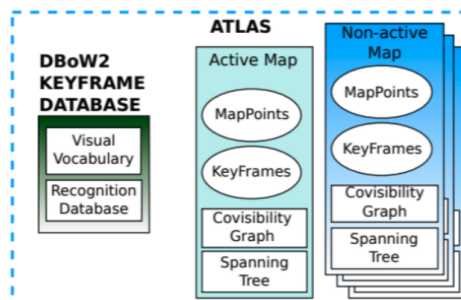 DBoW2
KEYFRAME
DATABASE
Visual
Vocabulary
Recognition
Database
ATLAS
Active Map
MapPoints
KeyFrames
Covisibility
Graph
Spanning
Tree
Non-active
Map
MapPoints
KeyFrames
Covisibility
Graph
Spanning
Tree